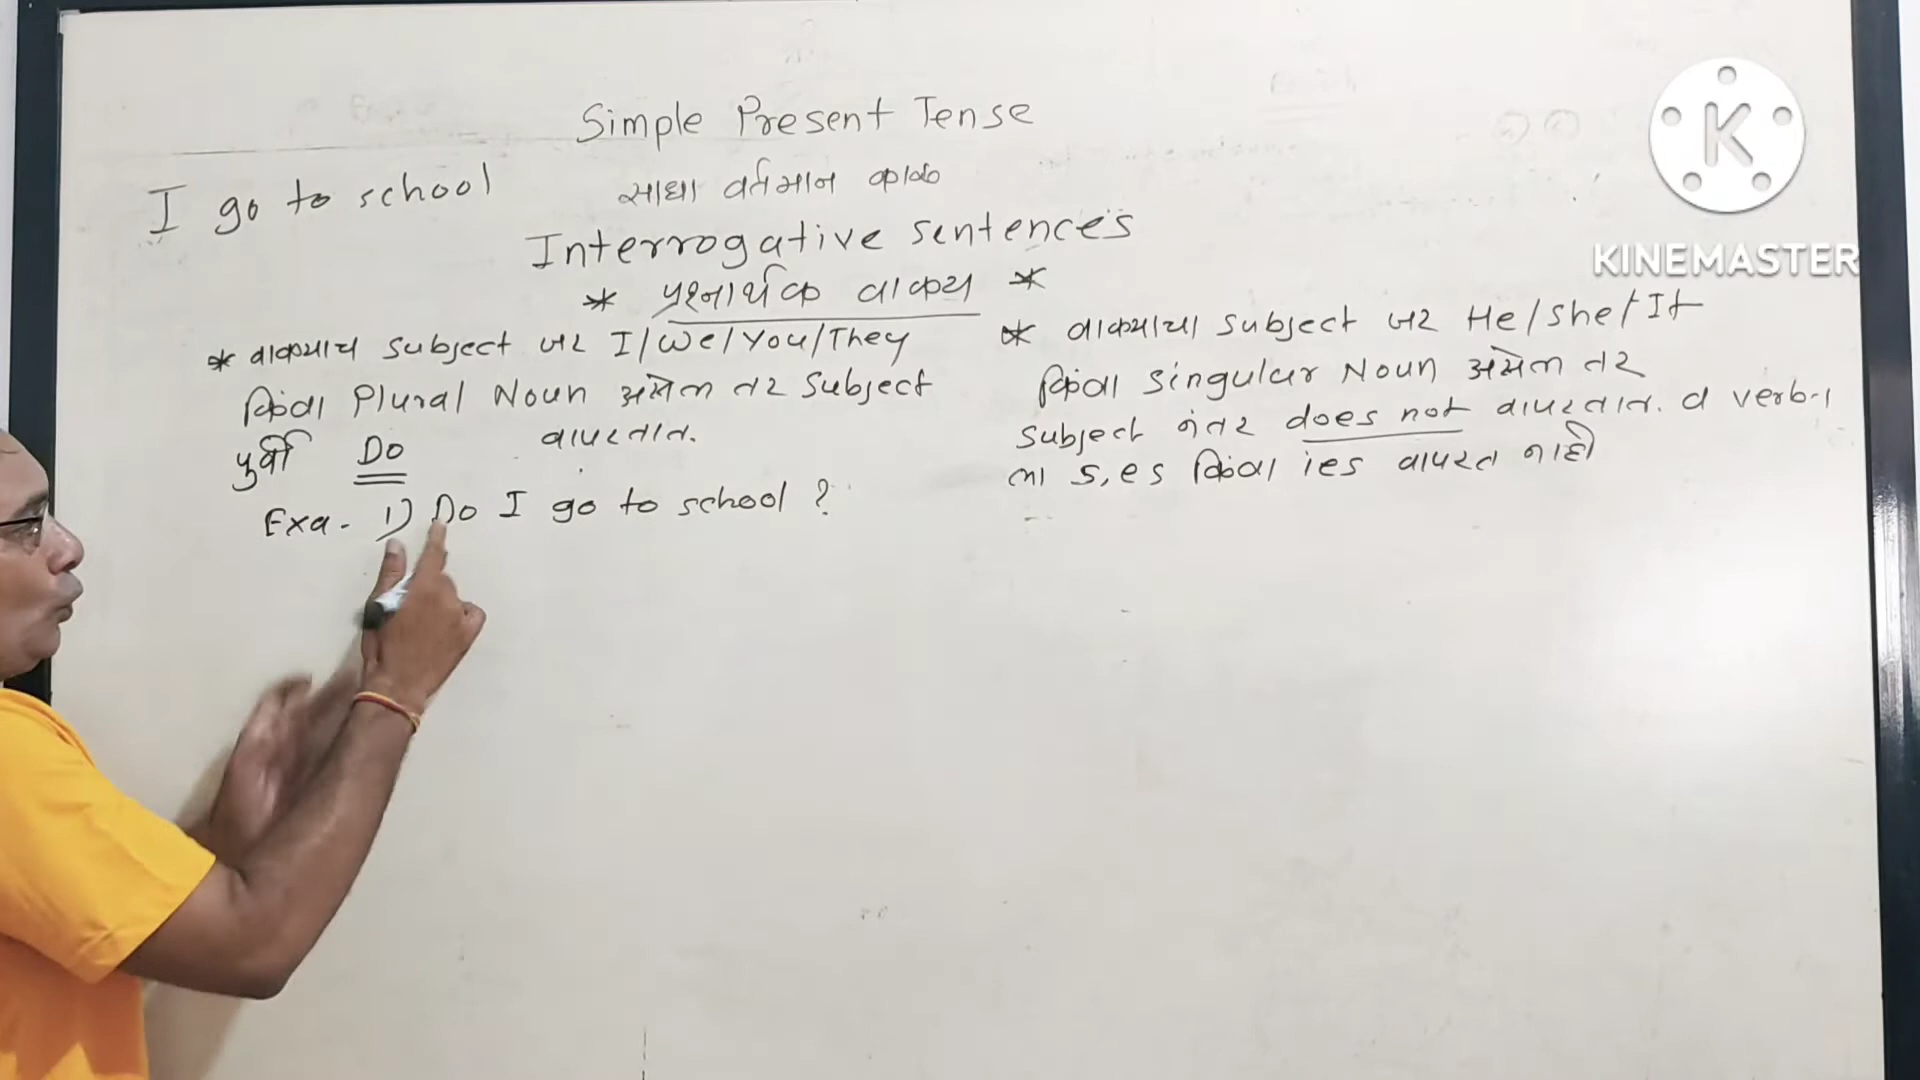 Simple Present Tense
I go to school
साधा वर्तमान काळ
Interrogative sentences
* प्रश्नार्थक वाक्य *
* वाक्याचा subject जर I/We/You/They
किंवा Plural Noun असेल तर Subject
पुर्वी Do वापरतात.
Exa - 1) Do I go to school ?
* वाक्याचा subject जर He/She/It
किंवा singular Noun असेल तर
subject नंतर does not वापरतात. व verb-1
ला s, es किंवा ies वापरत नाही
K
KINEMASTER